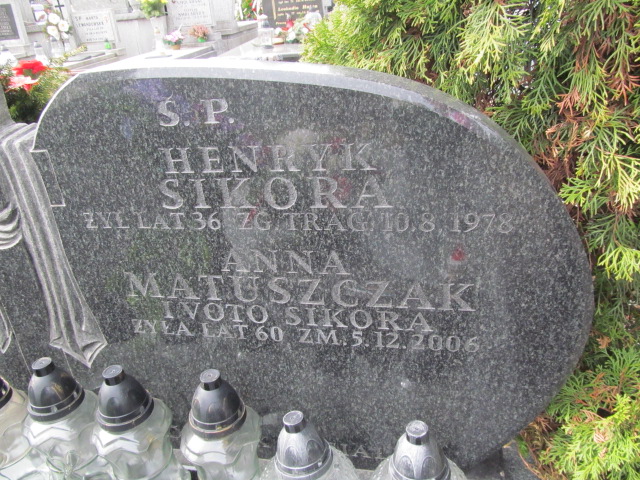 Ś. P.
HENRYK
SIKORA
ŻYŁ LAT 36 ZG. TRAG. 10.8.1978
ANNA
MATUSZCZAK
I VOTO SIKORA
ŻYŁA LAT 60 ZM. 5.12.2006